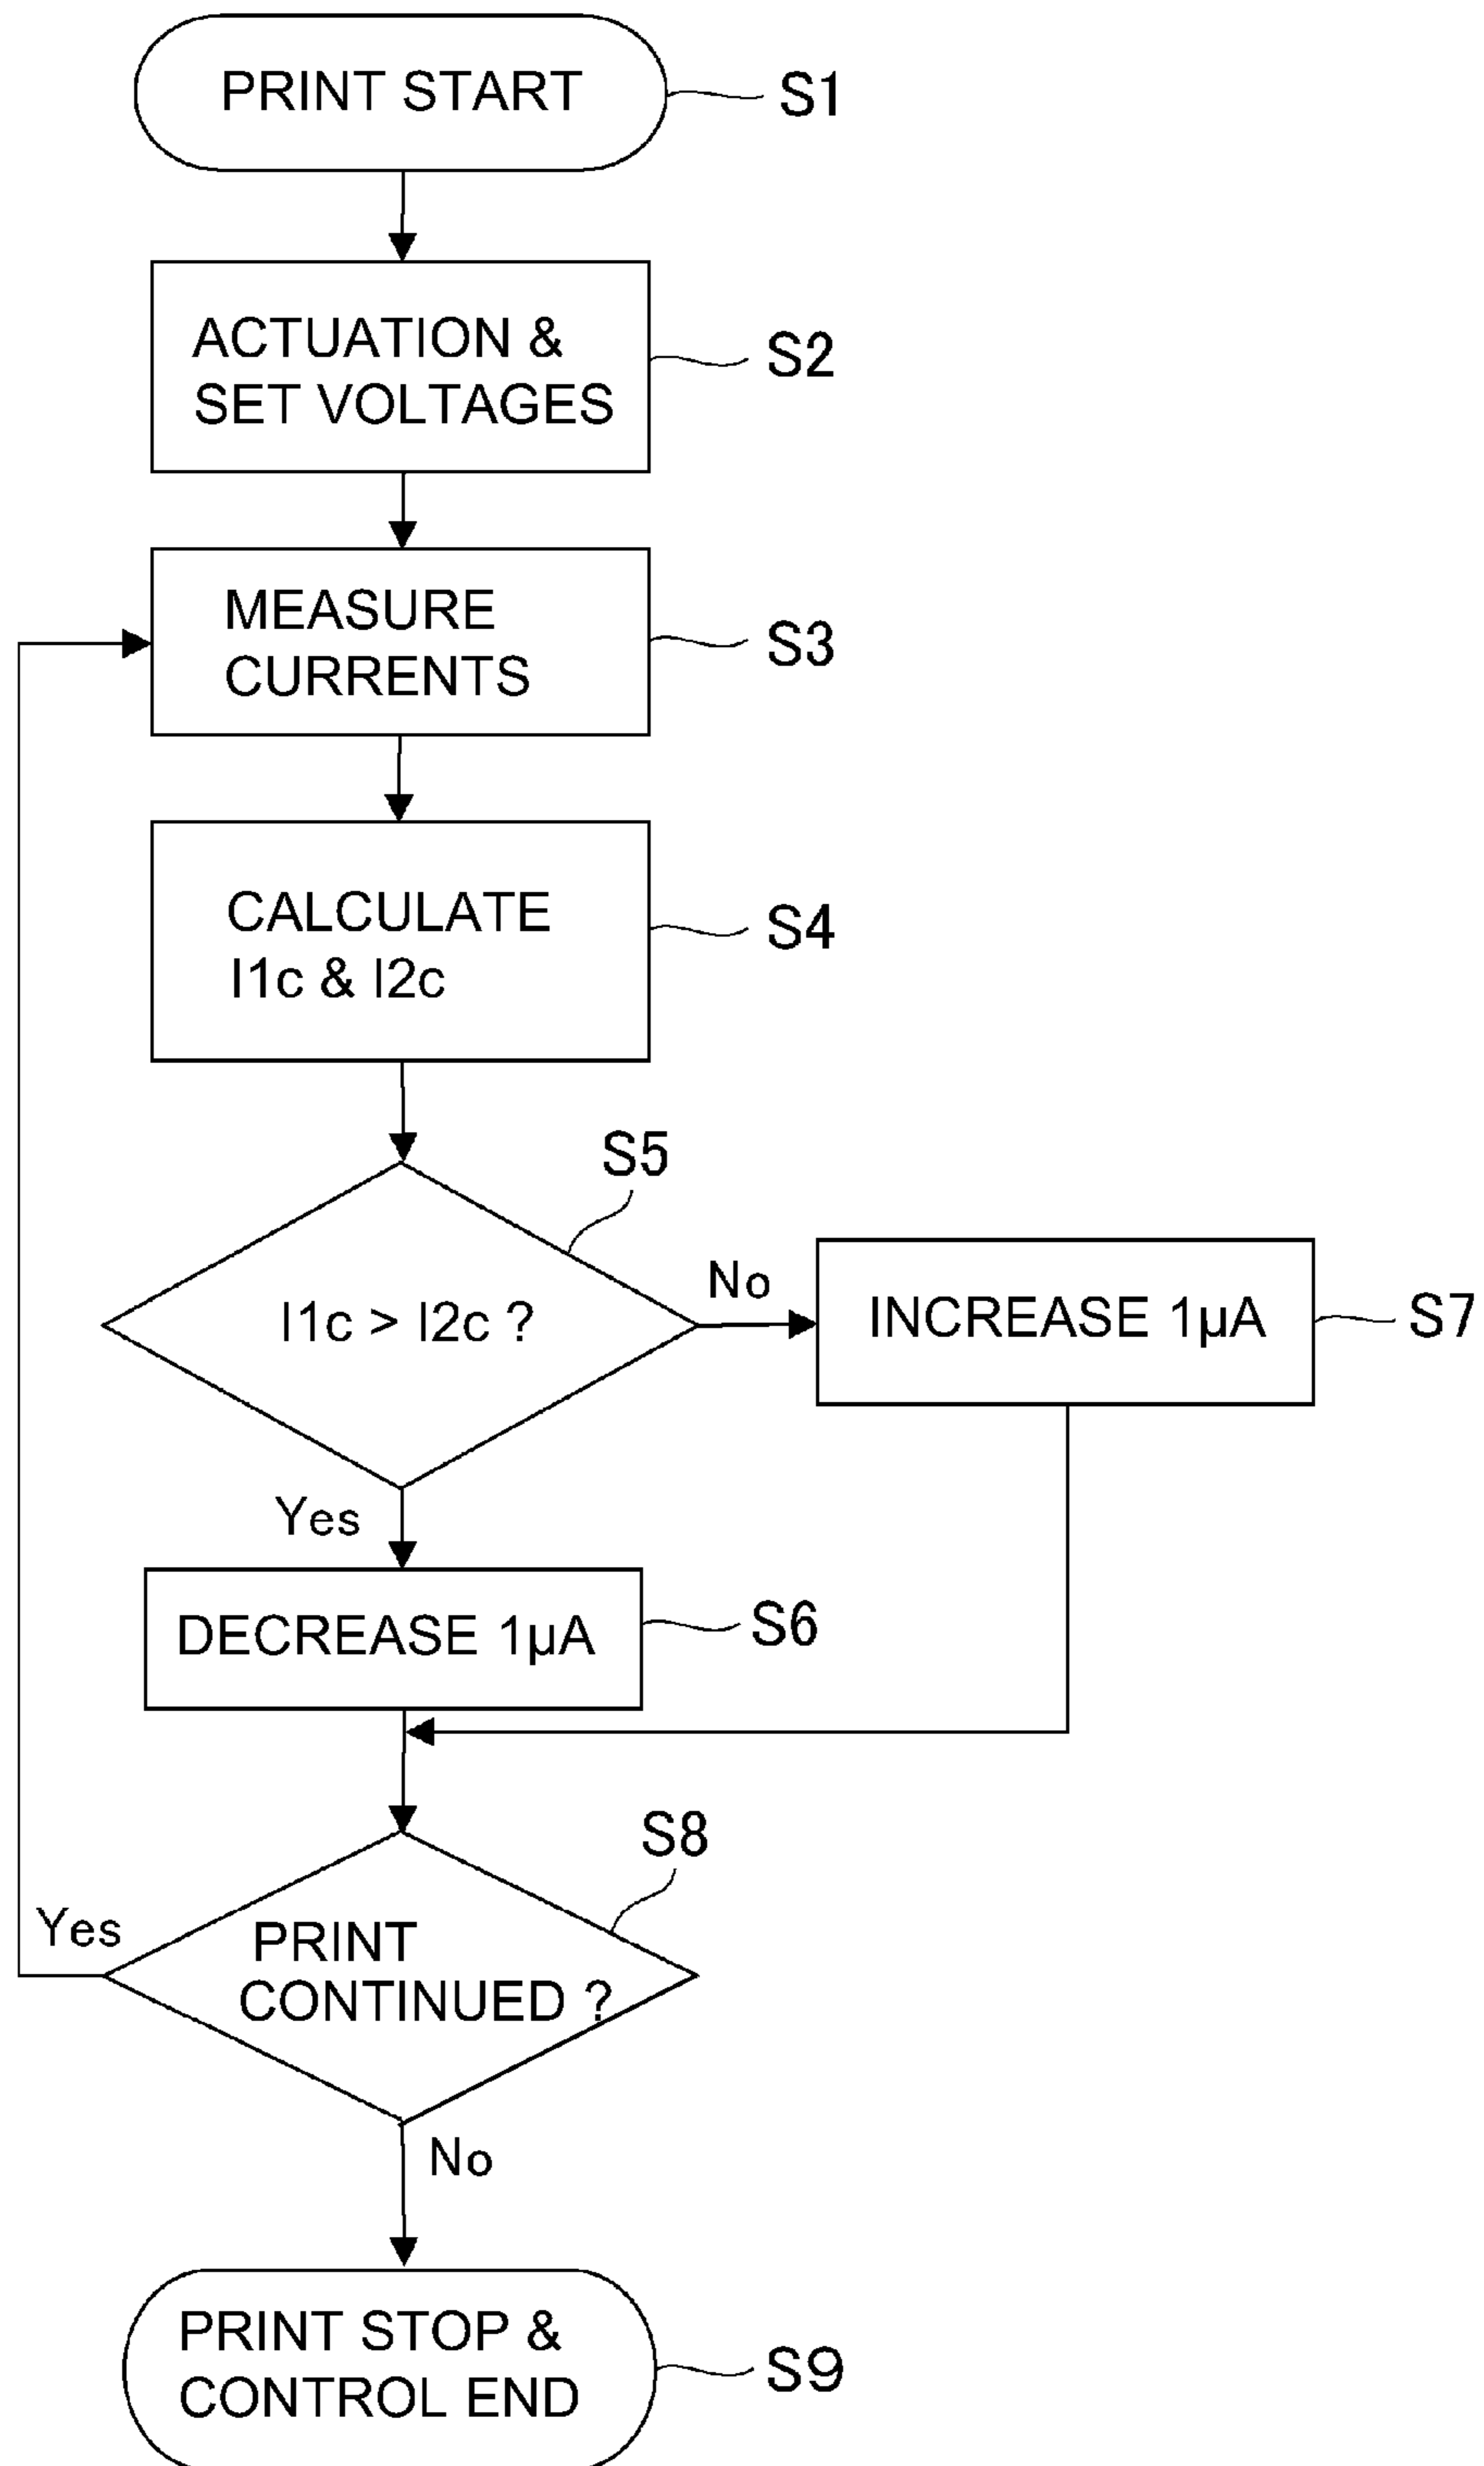 PRINT START
S1
ACTUATION &
SET VOLTAGES
S2
MEASURE
CURRENTS
S3
CALCULATE
I1c & I2c
S4
S5
I1c > I2c ?
No
INCREASE 1µA
S7
Yes
DECREASE 1µA
S6
S8
PRINT
CONTINUED ?
Yes
No
PRINT STOP &
CONTROL END
S9